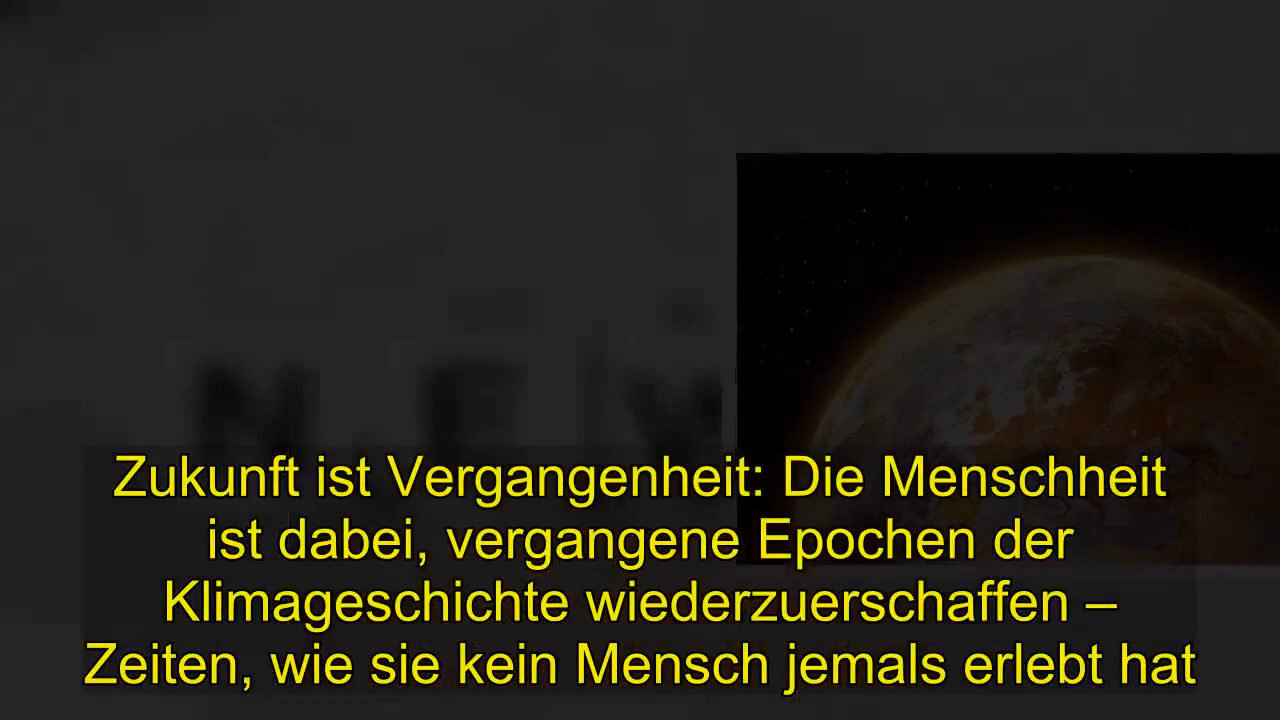 Zukunft ist Vergangenheit: Die Menschheit
ist dabei, vergangene Epochen der
Klimageschichte wiederzuerschaffen –
Zeiten, wie sie kein Mensch jemals erlebt hat